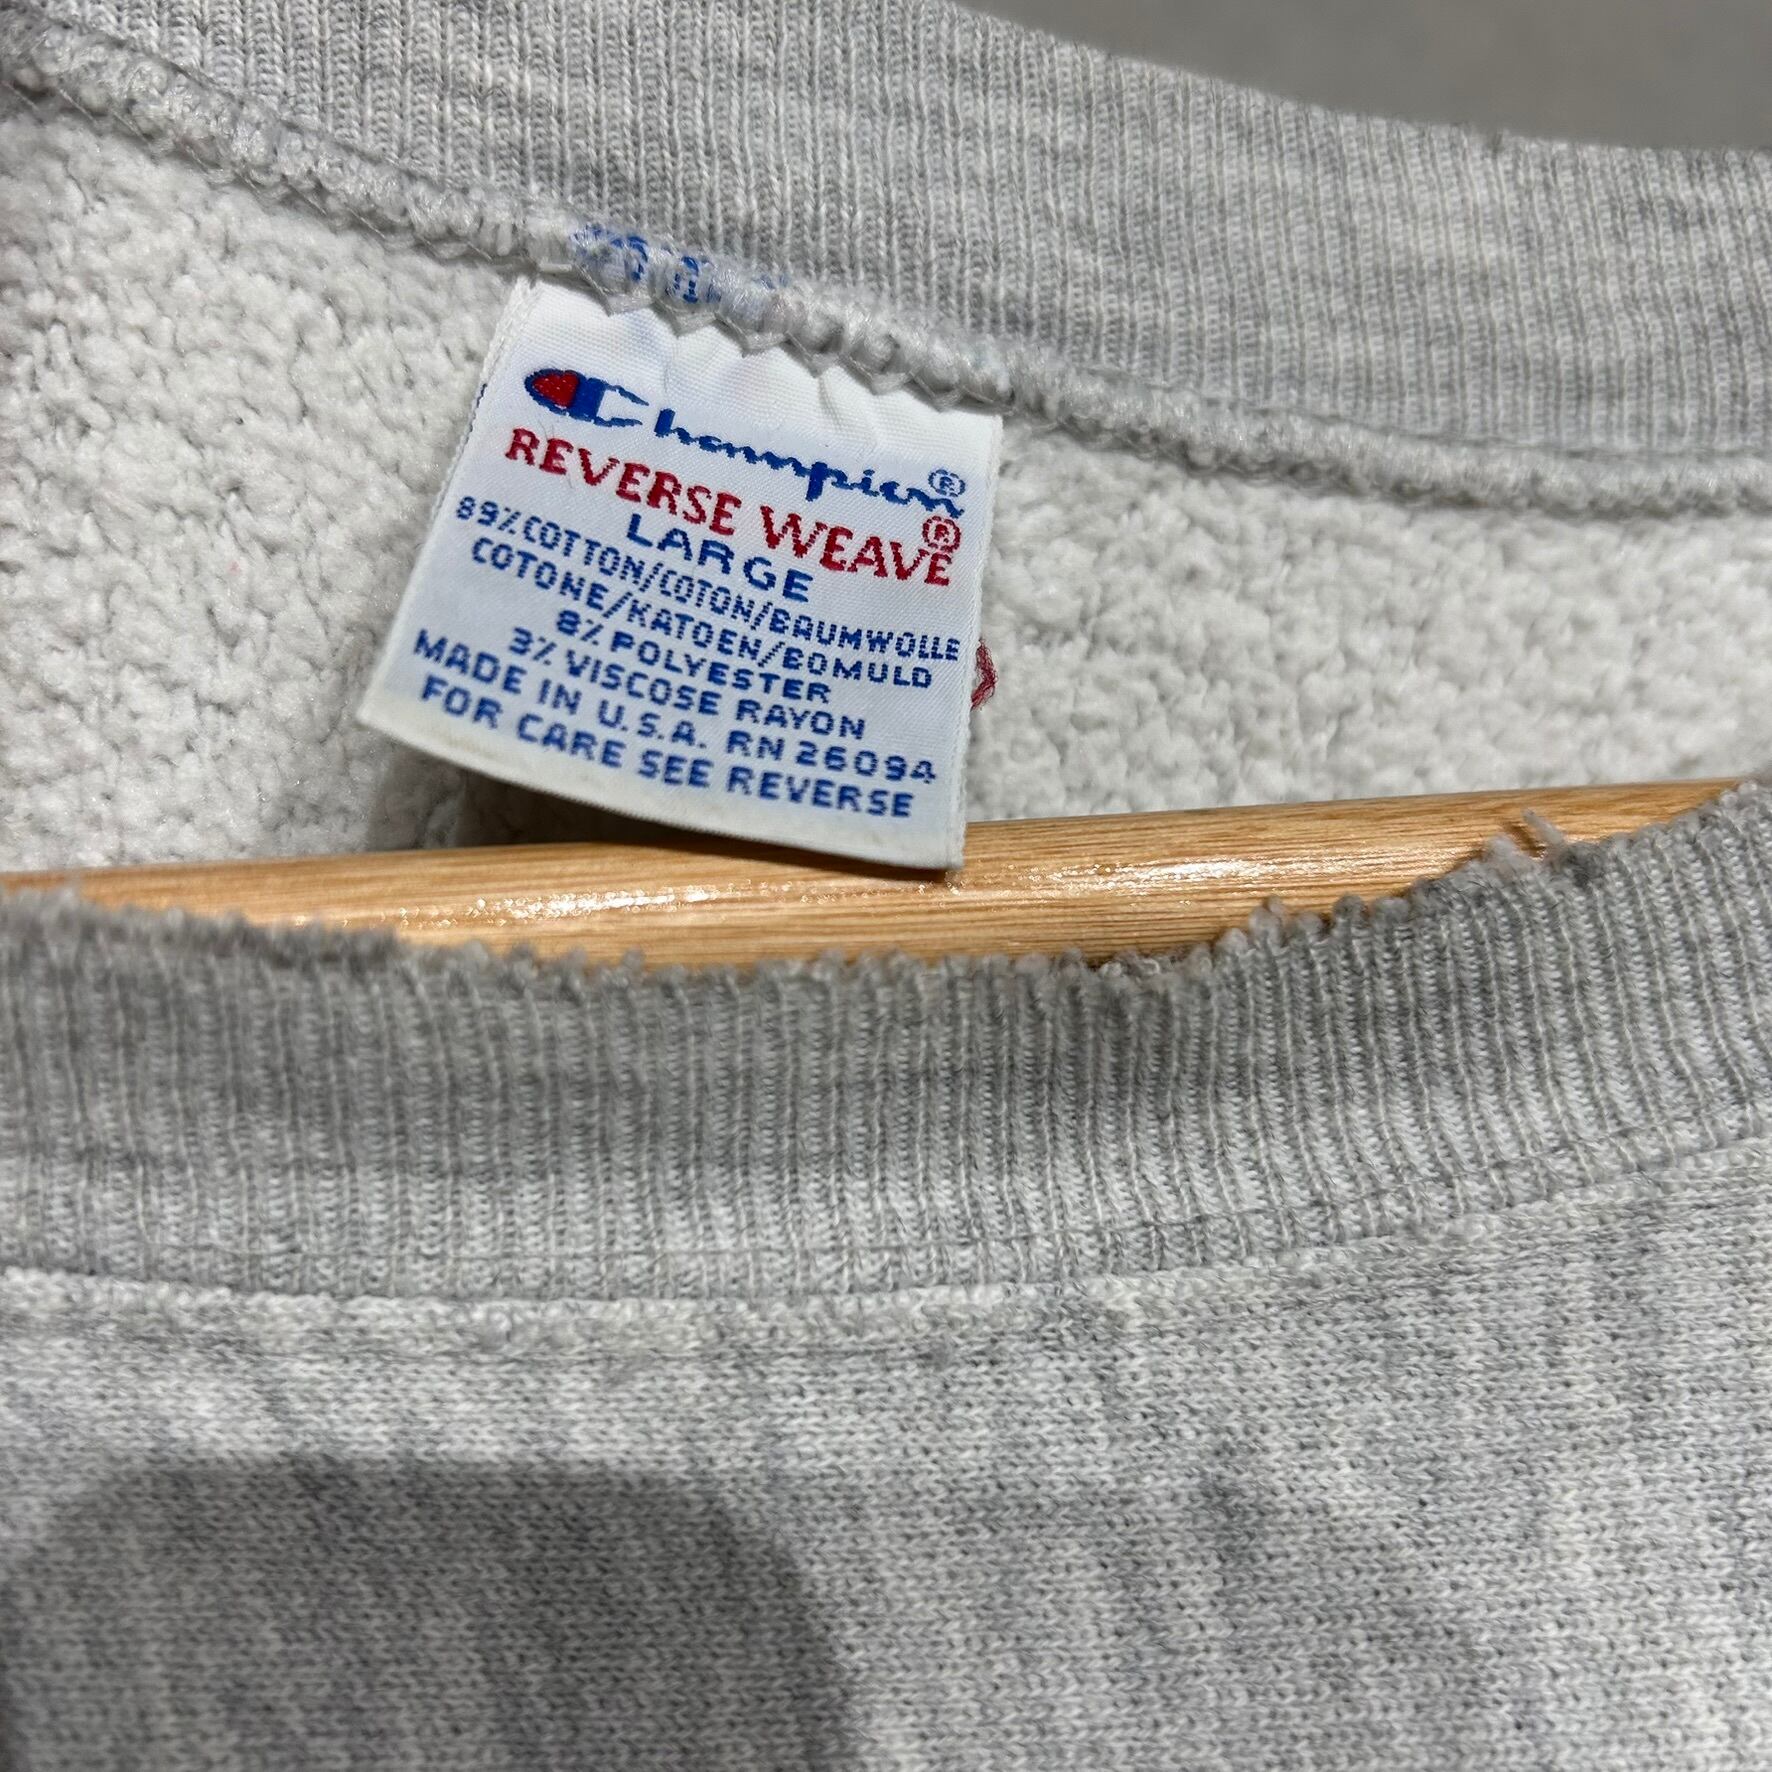 Champion®
REVERSE WEAVE®
LARGE
89% COTTON/COTON/BAUMWOLLE
COTONE/KATOEN/BOMULD
8% POLYESTER
3% VISCOSE RAYON
MADE IN U.S.A. RN 26094
FOR CARE SEE REVERSE